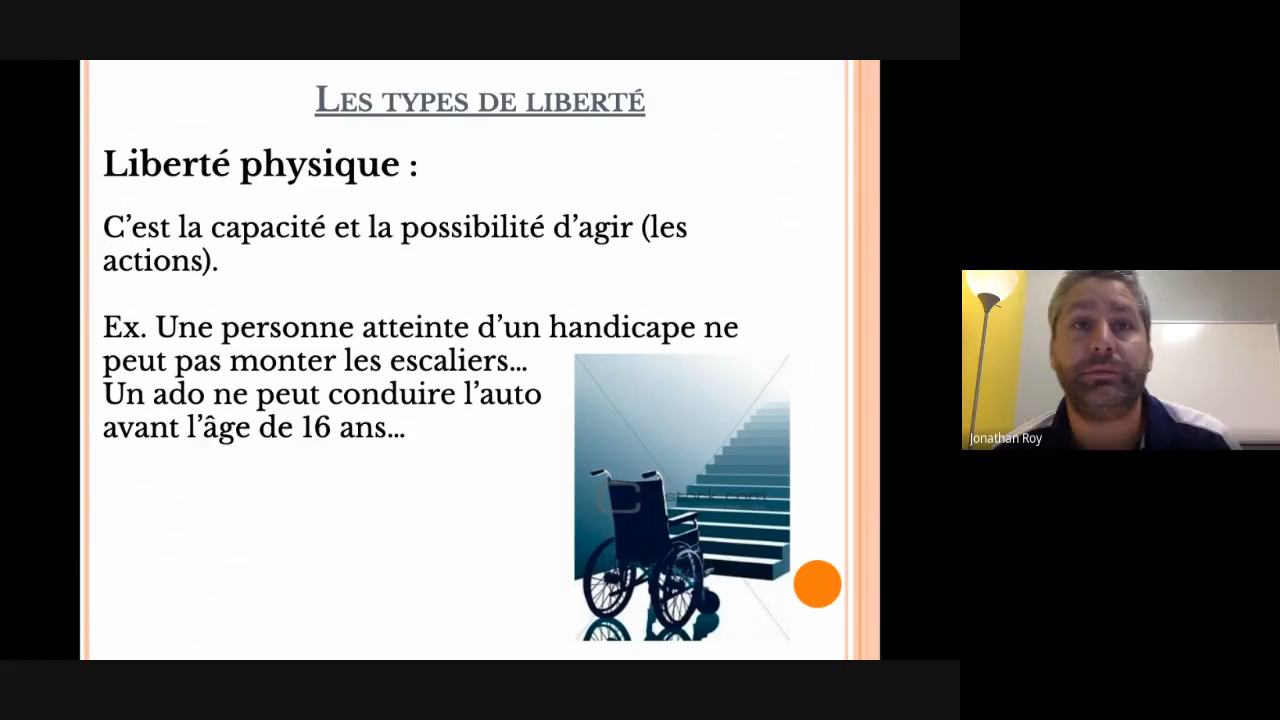 LES TYPES DE LIBERTÉ
Liberté physique :
C’est la capacité et la possibilité d’agir (les
actions).
Ex. Une personne atteinte d’un handicape ne
peut pas monter les escaliers…
Un ado ne peut conduire l’auto
avant l’âge de 16 ans…
Jonathan Roy